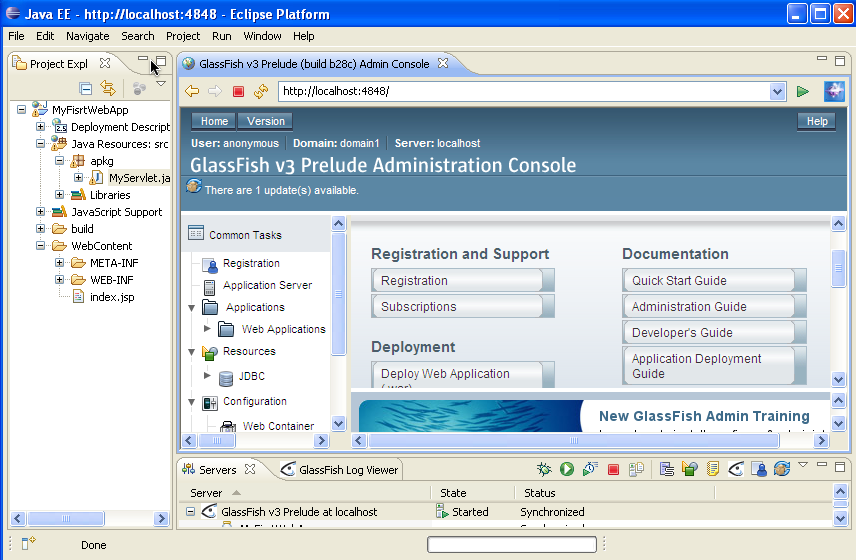 Java EE - http://localhost:4848 - Eclipse Platform
File Edit Navigate Search Project Run Window Help
Project Expl
MyFisrtWebApp
Deployment Descript
Java Resources: src
apkg
MyServlet.ja
Libraries
JavaScript Support
build
WebContent
META-INF
WEB-INF
index.jsp
GlassFish v3 Prelude (build b28c) Admin Console
http://localhost:4848/
Home Version Help
User: anonymous Domain: domain1 Server: localhost
GlassFish v3 Prelude Administration Console
There are 1 update(s) available.
Common Tasks
Registration
Application Server
Applications
Web Applications
Resources
JDBC
Configuration
Web Container
Registration and Support
Registration
Subscriptions
Deployment
Deploy Web Application
Documentation
Quick Start Guide
Administration Guide
Developer's Guide
Application Deployment
Guide
New GlassFish Admin Training
Servers GlassFish Log Viewer
Server State Status
GlassFish v3 Prelude at localhost Started Synchronized
Done